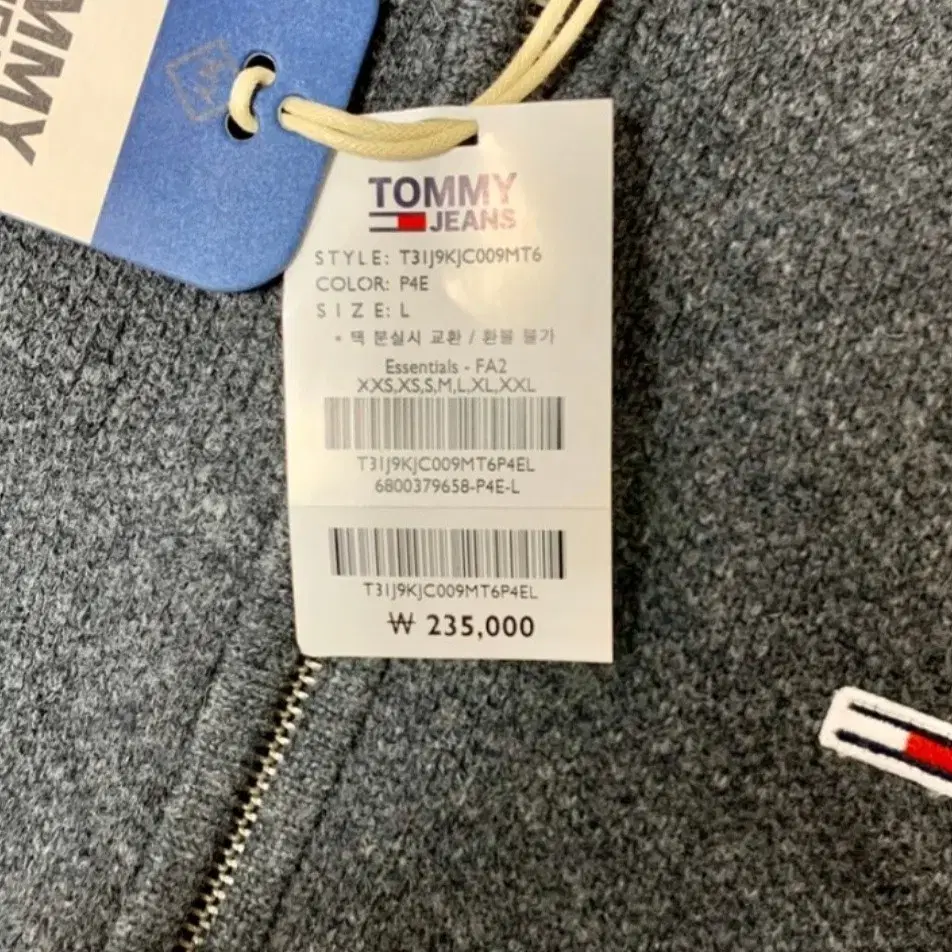 MMY
TOMMY
JEANS
STYLE: T31J9KJC009MT6
COLOR: P4E
SIZE: L
* 택 분실시 교환 / 환불 불가
Essentials - FA2
XXS,XS,S,M,L,XL,XXL
T31J9KJC009MT6P4EL
6800379658-P4E-L
T31J9KJC009MT6P4EL
₩ 235,000